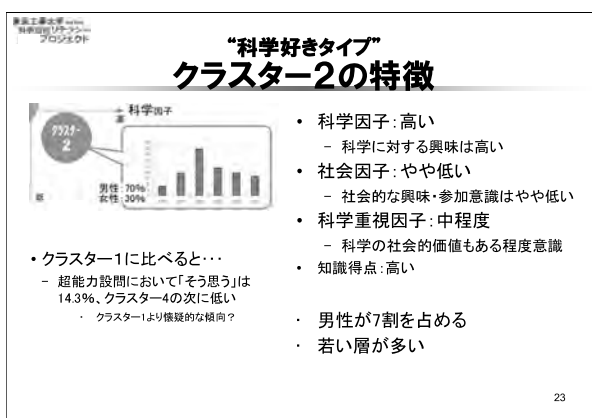 東京工業大学
科学技術リテラシー
プロジェクト
“科学好きタイプ”
クラスター2の特徴
科学因子
高
クラスター
2
男性：70%
女性：30%
• 科学因子：高い
– 科学に対する興味は高い
• 社会因子：やや低い
– 社会的な興味・参加意識はやや低い
• 科学重視因子：中程度
– 科学の社会的価値もある程度意識
• 知識得点：高い
• クラスター1に比べると・・・
– 超能力設問において「そう思う」は
14.3%、クラスター4の次に低い
・ クラスター1より懐疑的な傾向？
・ 男性が7割を占める
・ 若い層が多い
23